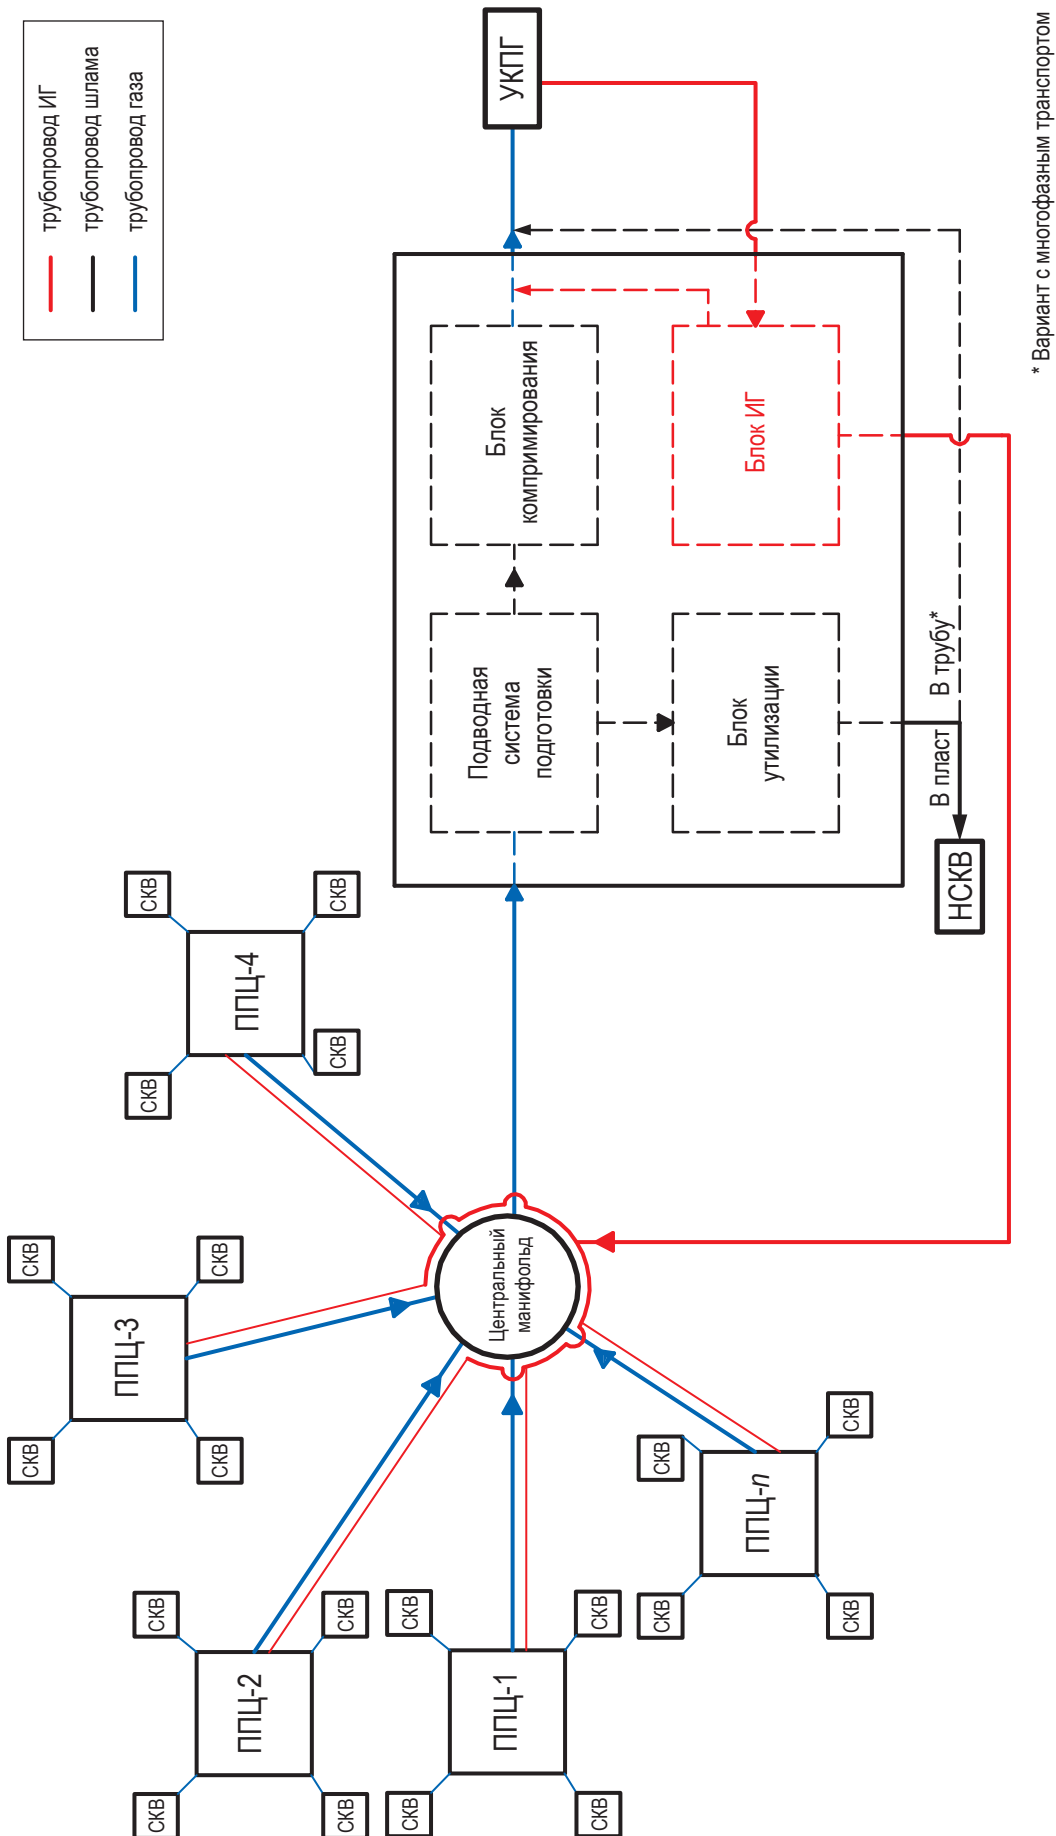 СКВ
СКВ
ППЦ-2
СКВ
СКВ
СКВ
СКВ
ППЦ-3
СКВ
СКВ
СКВ
СКВ
ППЦ-4
СКВ
СКВ
СКВ
СКВ
ППЦ-1
СКВ
СКВ
СКВ
СКВ
ППЦ-n
СКВ
СКВ
Центральный
манифольд
Подводная
система
подготовки
Блок
компримирования
Блок
утилизации
Блок ИГ
УКПГ
НСКВ
В пласт
В трубу*
трубопровод ИГ
трубопровод шлама
трубопровод газа
* Вариант с многофазным транспортом